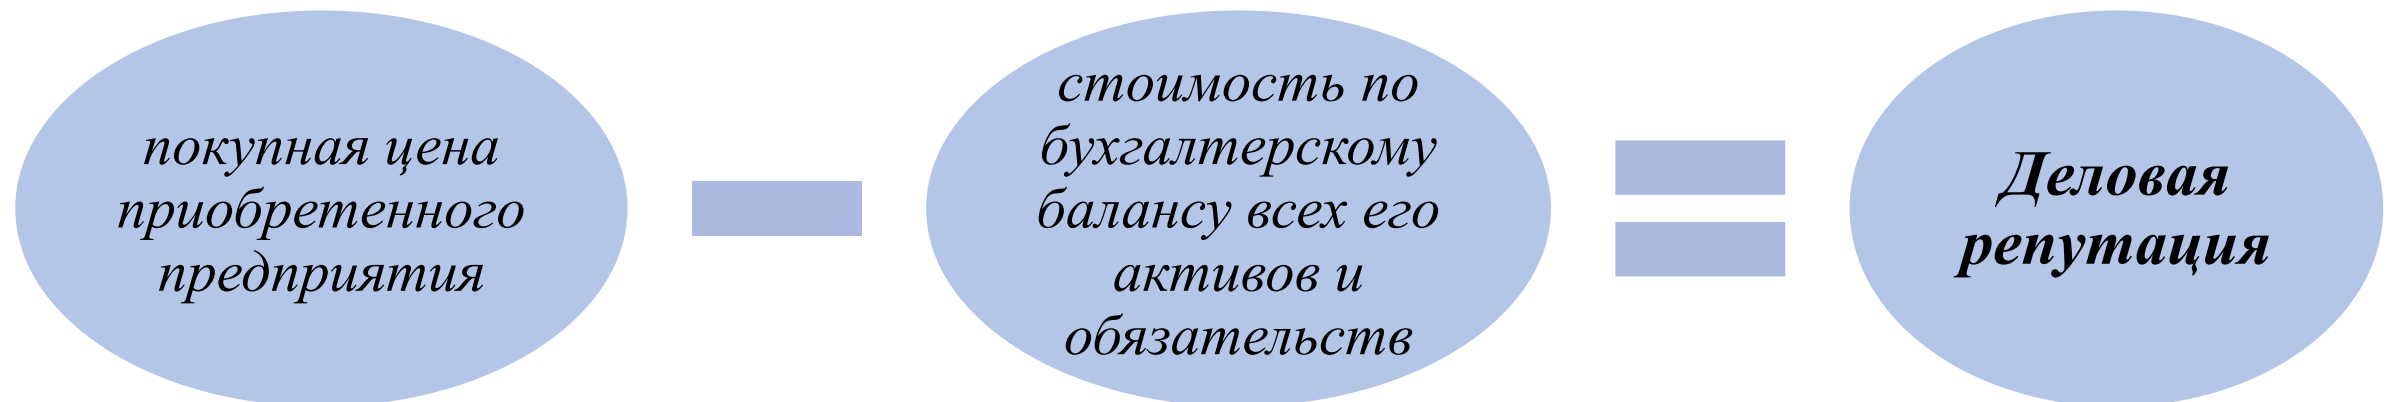 покупная цена
приобретенного
предприятия
стоимость по
бухгалтерскому
балансу всех его
активов и
обязательств
Деловая
репутация